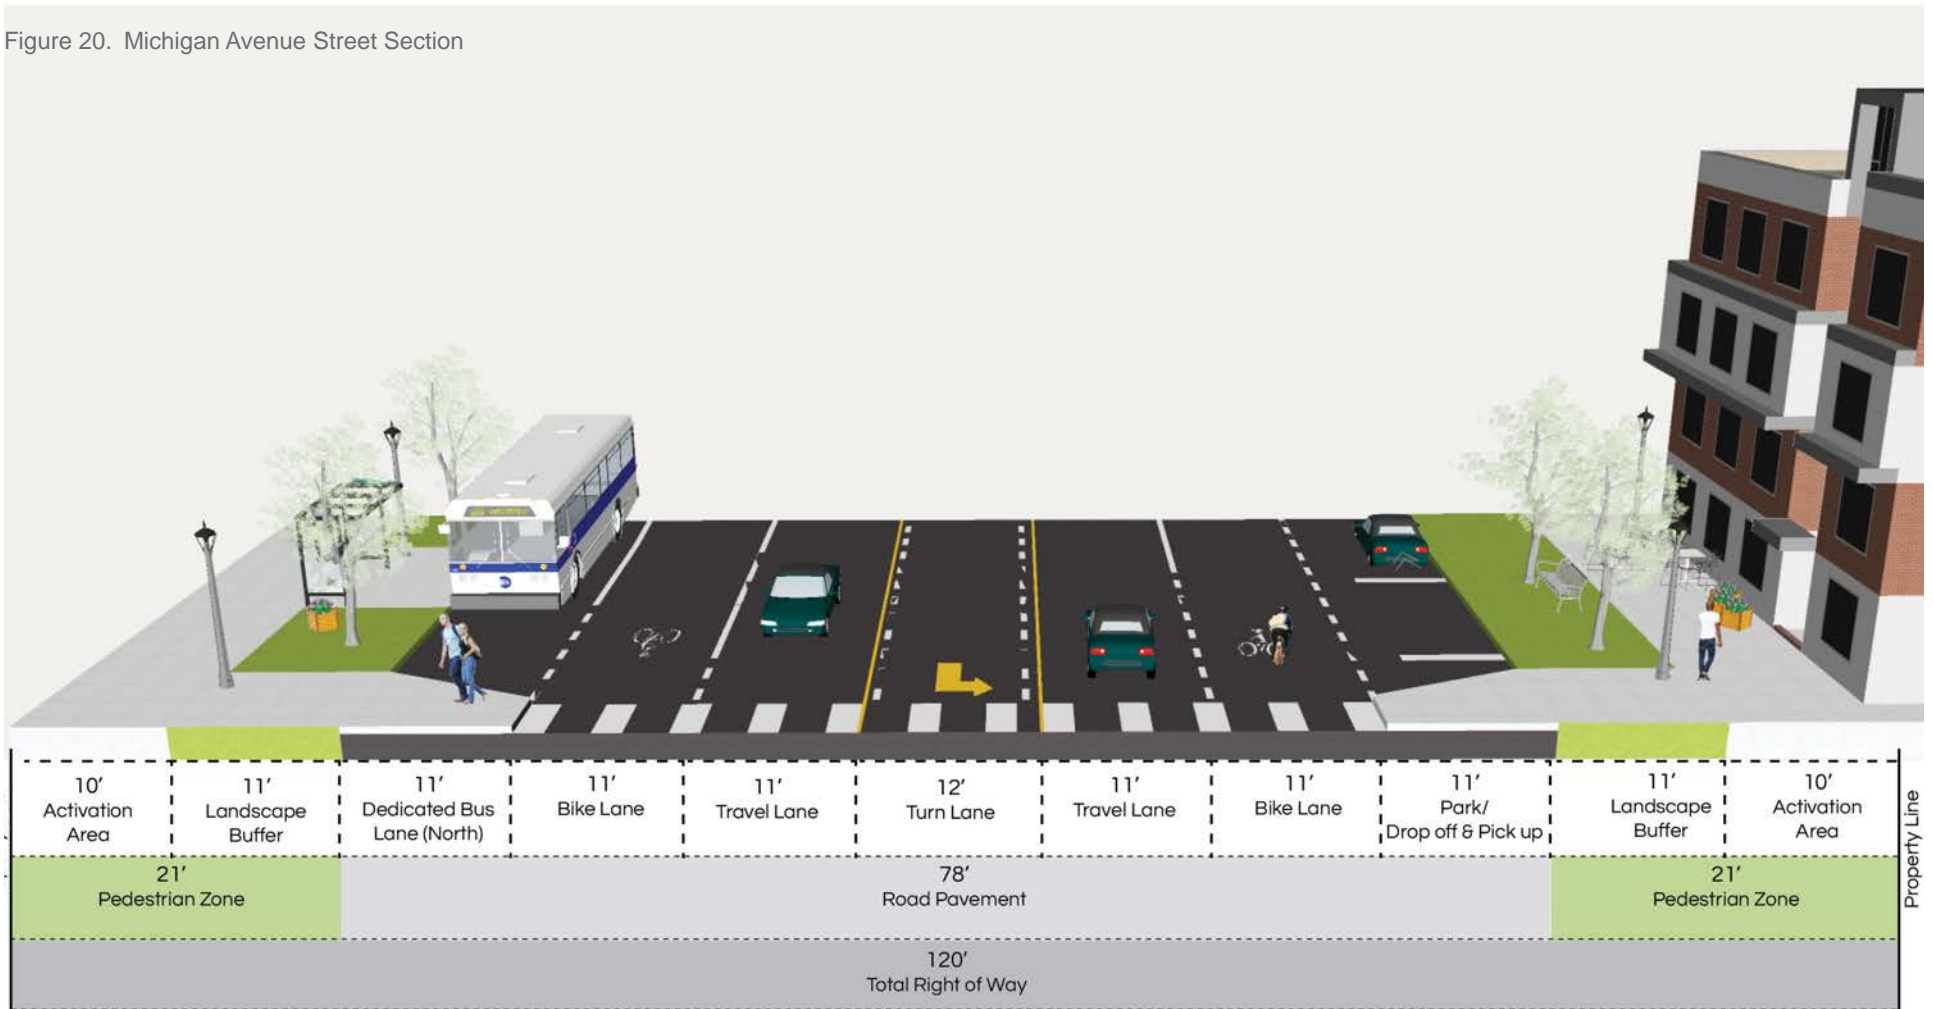 Figure 20. Michigan Avenue Street Section
10’
Activation
Area
11’
Landscape
Buffer
11’
Dedicated Bus
Lane (North)
11’
Bike Lane
11’
Travel Lane
12’
Turn Lane
11’
Travel Lane
11’
Bike Lane
11’
Park/
Drop off & Pick up
11’
Landscape
Buffer
10’
Activation
Area
Property Line
21’
Pedestrian Zone
78’
Road Pavement
21’
Pedestrian Zone
120’
Total Right of Way